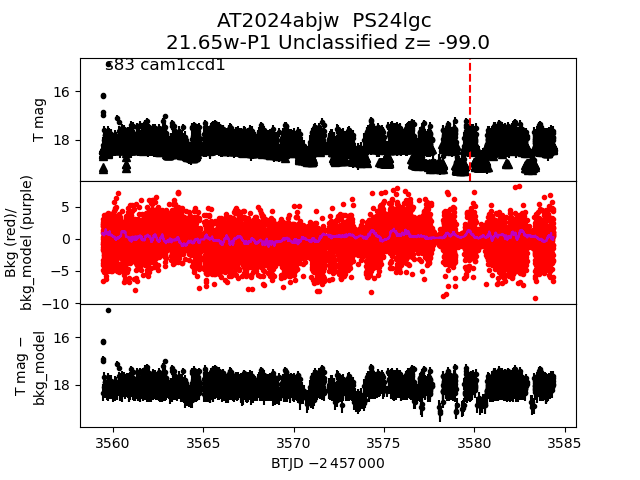 AT2024abjw  PS24lgc
21.65w-P1 Unclassified z= -99.0
s83 cam1ccd1
T mag
16
18
Bkg (red)/
bkg_model (purple)
5
0
−5
−10
T mag −
bkg_model
16
18
3560
3565
3570
3575
3580
3585
BTJD −2 457 000